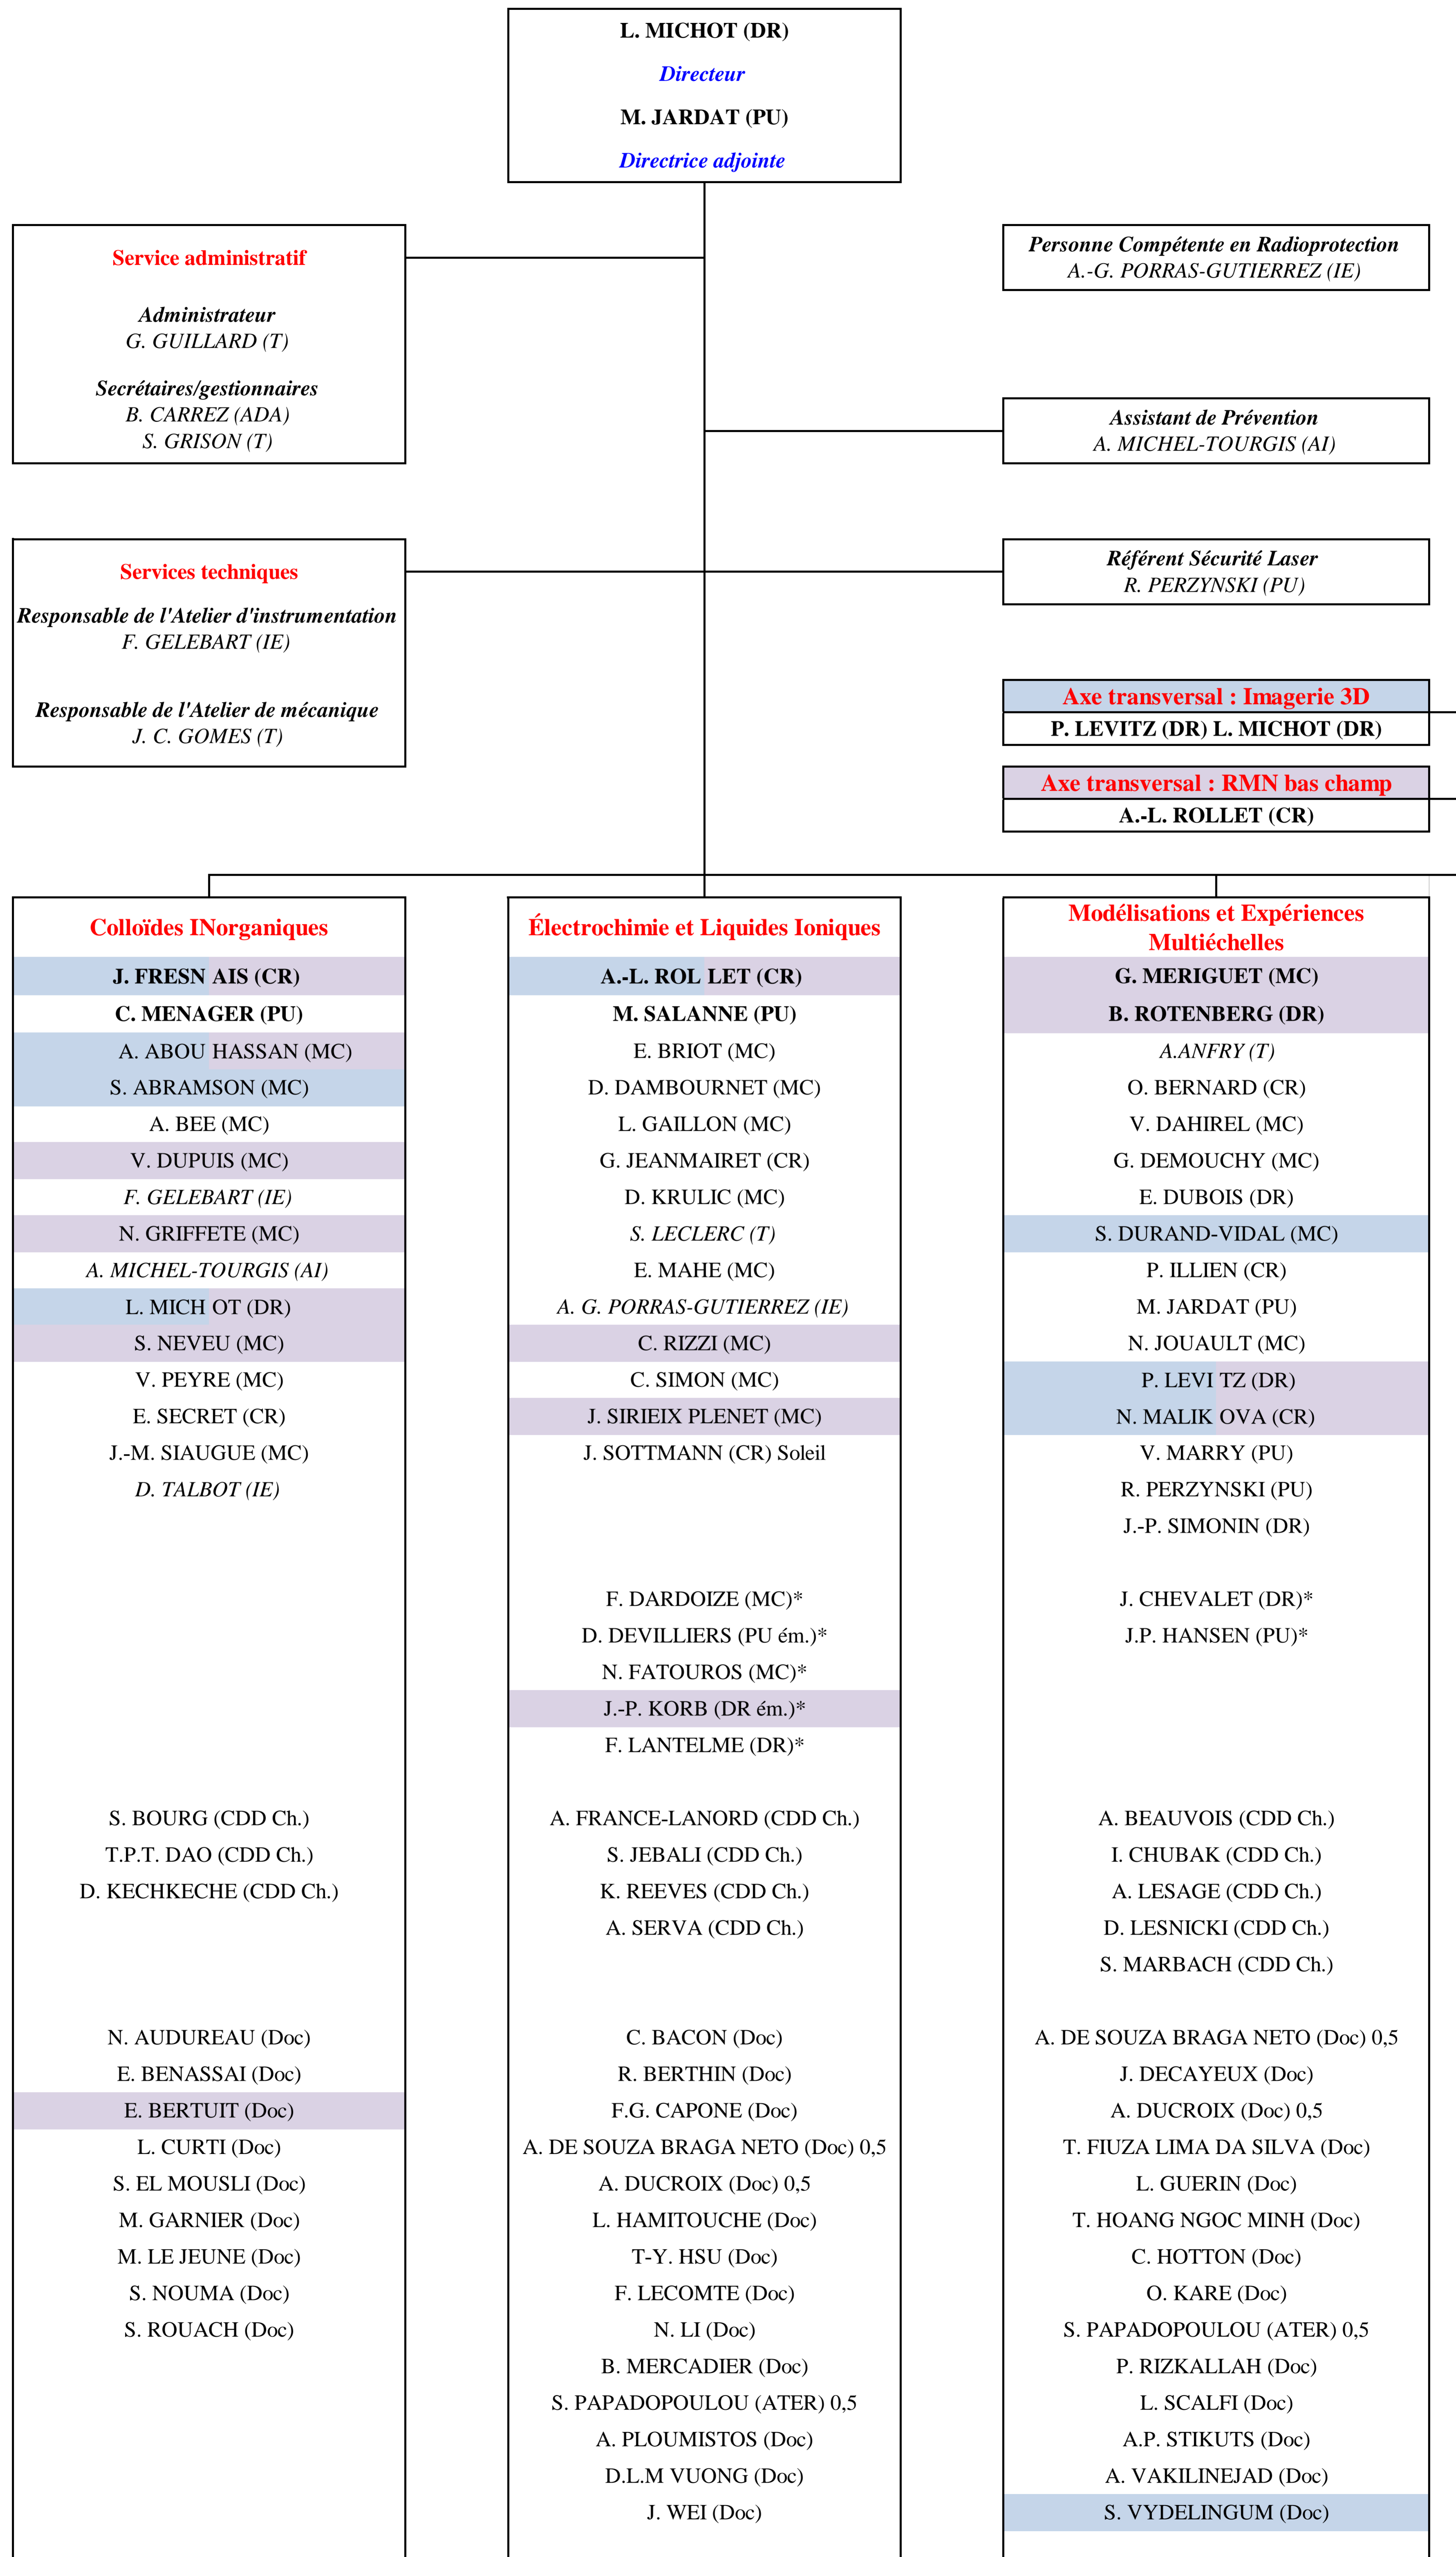 L. MICHOT (DR)
Directeur
M. JARDAT (PU)
Directrice adjointe
Service administratif
Administrateur
G. GUILLARD (T)
Secrétaires/gestionnaires
B. CARREZ (ADA)
S. GRISON (T)
Personne Compétente en Radioprotection
A.-G. PORRAS-GUTIERREZ (IE)
Assistant de Prévention
A. MICHEL-TOURGIS (AI)
Services techniques
Responsable de l'Atelier d'instrumentation
F. GELEBART (IE)
Responsable de l'Atelier de mécanique
J. C. GOMES (T)
Référent Sécurité Laser
R. PERZYNSKI (PU)
Axe transversal : Imagerie 3D
P. LEVITZ (DR) L. MICHOT (DR)
Axe transversal : RMN bas champ
A.-L. ROLLET (CR)
Colloïdes INorganiques
J. FRESN AIS (CR)
C. MENAGER (PU)
A. ABOU HASSAN (MC)
S. ABRAMSON (MC)
A. BEE (MC)
V. DUPUIS (MC)
F. GELEBART (IE)
N. GRIFFETE (MC)
A. MICHEL-TOURGIS (AI)
L. MICH OT (DR)
S. NEVEU (MC)
V. PEYRE (MC)
E. SECRET (CR)
J.-M. SIAUGUE (MC)
D. TALBOT (IE)
S. BOURG (CDD Ch.)
T.P.T. DAO (CDD Ch.)
D. KECHKECHE (CDD Ch.)
N. AUDUREAU (Doc)
E. BENASSAI (Doc)
E. BERTUIT (Doc)
L. CURTI (Doc)
S. EL MOUSLI (Doc)
M. GARNIER (Doc)
M. LE JEUNE (Doc)
S. NOUMA (Doc)
S. ROUACH (Doc)
Électrochimie et Liquides Ioniques
A.-L. ROL LET (CR)
M. SALANNE (PU)
E. BRIOT (MC)
D. DAMBOURNET (MC)
L. GAILLON (MC)
G. JEANMAIRET (CR)
D. KRULIC (MC)
S. LECLERC (T)
E. MAHE (MC)
A. G. PORRAS-GUTIERREZ (IE)
C. RIZZI (MC)
C. SIMON (MC)
J. SIRIEIX PLENET (MC)
J. SOTTMANN (CR) Soleil
F. DARDOIZE (MC)*
D. DEVILLIERS (PU ém.)*
N. FATOUROS (MC)*
J.-P. KORB (DR ém.)*
F. LANTELME (DR)*
A. FRANCE-LANORD (CDD Ch.)
S. JEBALI (CDD Ch.)
K. REEVES (CDD Ch.)
A. SERVA (CDD Ch.)
C. BACON (Doc)
R. BERTHIN (Doc)
F.G. CAPONE (Doc)
A. DE SOUZA BRAGA NETO (Doc) 0,5
A. DUCROIX (Doc) 0,5
L. HAMITOUCHE (Doc)
T-Y. HSU (Doc)
F. LECOMTE (Doc)
N. LI (Doc)
B. MERCADIER (Doc)
S. PAPADOPOULOU (ATER) 0,5
A. PLOUMISTOS (Doc)
D.L.M VUONG (Doc)
J. WEI (Doc)
Modélisations et Expériences
Multiéchelles
G. MERIGUET (MC)
B. ROTENBERG (DR)
A.ANFRY (T)
O. BERNARD (CR)
V. DAHIREL (MC)
G. DEMOUCHY (MC)
E. DUBOIS (DR)
S. DURAND-VIDAL (MC)
P. ILLIEN (CR)
M. JARDAT (PU)
N. JOUAULT (MC)
P. LEVI TZ (DR)
N. MALIK OVA (CR)
V. MARRY (PU)
R. PERZYNSKI (PU)
J.-P. SIMONIN (DR)
J. CHEVALET (DR)*
J.P. HANSEN (PU)*
A. BEAUVOIS (CDD Ch.)
I. CHUBAK (CDD Ch.)
A. LESAGE (CDD Ch.)
D. LESNICKI (CDD Ch.)
S. MARBACH (CDD Ch.)
A. DE SOUZA BRAGA NETO (Doc) 0,5
J. DECAYEUX (Doc)
A. DUCROIX (Doc) 0,5
T. FIUZA LIMA DA SILVA (Doc)
L. GUERIN (Doc)
T. HOANG NGOC MINH (Doc)
C. HOTTON (Doc)
O. KARE (Doc)
S. PAPADOPOULOU (ATER) 0,5
P. RIZKALLAH (Doc)
L. SCALFI (Doc)
A.P. STIKUTS (Doc)
A. VAKILINEJAD (Doc)
S. VYDELINGUM (Doc)